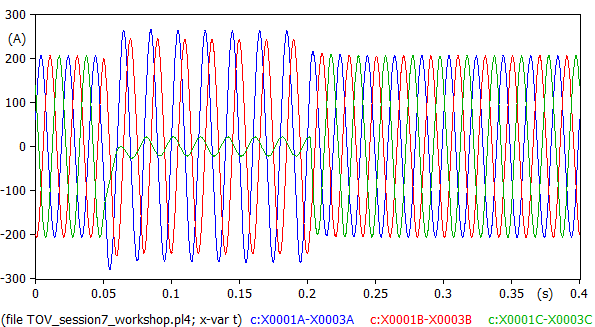 300
(A)
200
100
0
-100
-200
-300
0 0.05 0.1 0.15 0.2 0.25 0.3 0.35 (s) 0.4
(file TOV_session7_workshop.pl4; x-var t) c:X0001A-X0003A c:X0001B-X0003B c:X0001C-X0003C